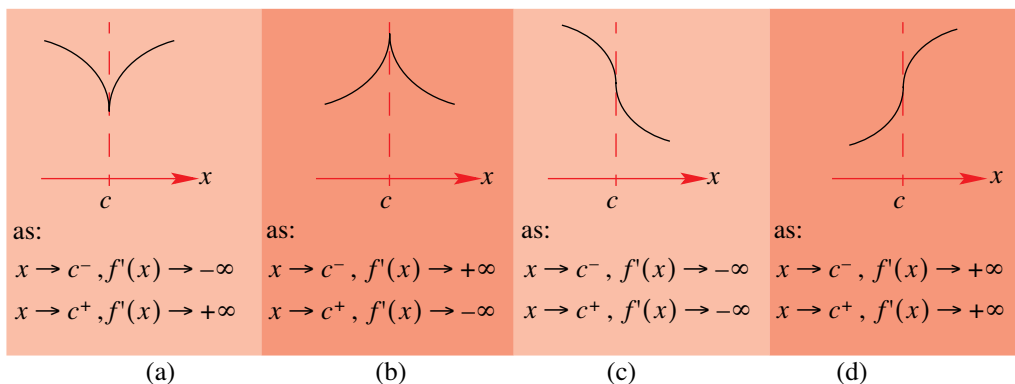 x
c
as:
x → c⁻ , f'(x) → −∞
x → c⁺ , f'(x) → +∞
(a)
x
c
as:
x → c⁻ , f'(x) → +∞
x → c⁺ , f'(x) → −∞
(b)
x
c
as:
x → c⁻ , f'(x) → −∞
x → c⁺ , f'(x) → −∞
(c)
x
c
as:
x → c⁻ , f'(x) → +∞
x → c⁺ , f'(x) → +∞
(d)